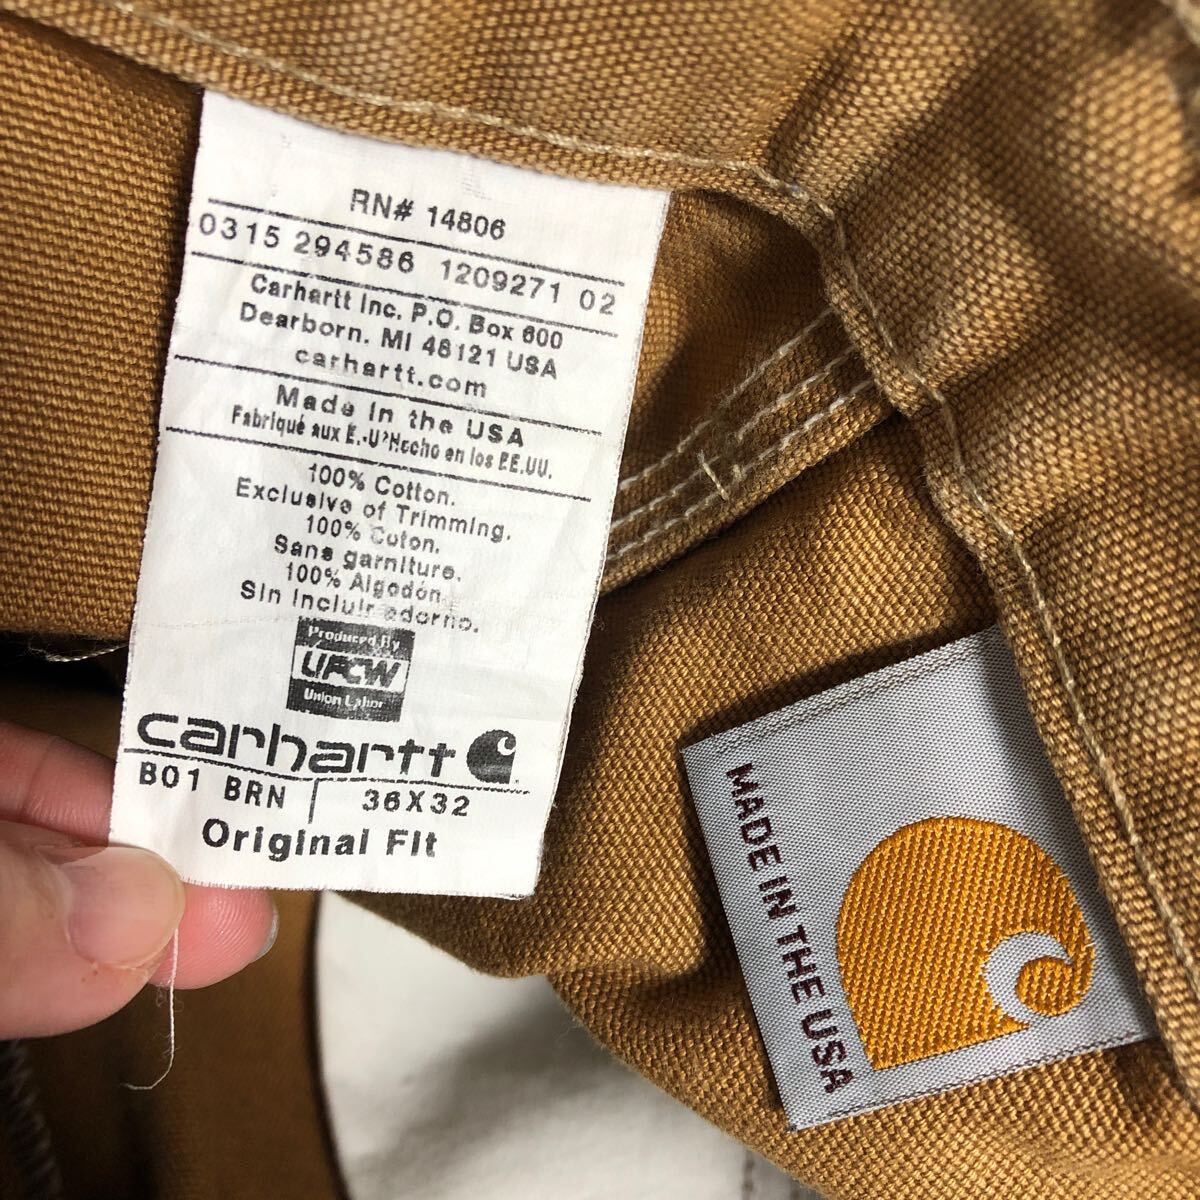 RN# 14806
0315 294586 1209271 02
Carhartt Inc. P.O. Box 600
Dearborn, MI 48121 USA
carhartt.com
Made in the USA
Fabriqué aux É.-U Hecho en los EE.UU.
100% Cotton.
Exclusive of Trimming.
100% Coton.
Sans garniture.
100% Algodón
Sin incluir adorno.
Produced By
UFCW
Union Labor
carhartt
B01 BRN 36X32
Original Fit
MADE IN THE USA